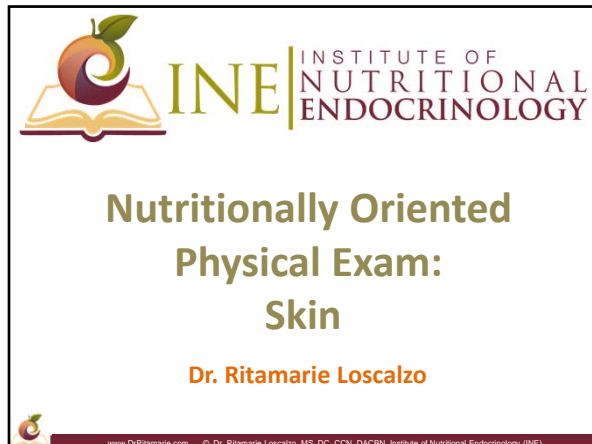 INE
INSTITUTE OF
NUTRITIONAL
ENDOCRINOLOGY
Nutritionally Oriented
Physical Exam:
Skin
Dr. Ritamarie Loscalzo
www.DrRitamarie.com © Dr. Ritamarie Loscalzo, MS, DC, CCN, DACBN, Institute of Nutritional Endocrinology (INE)